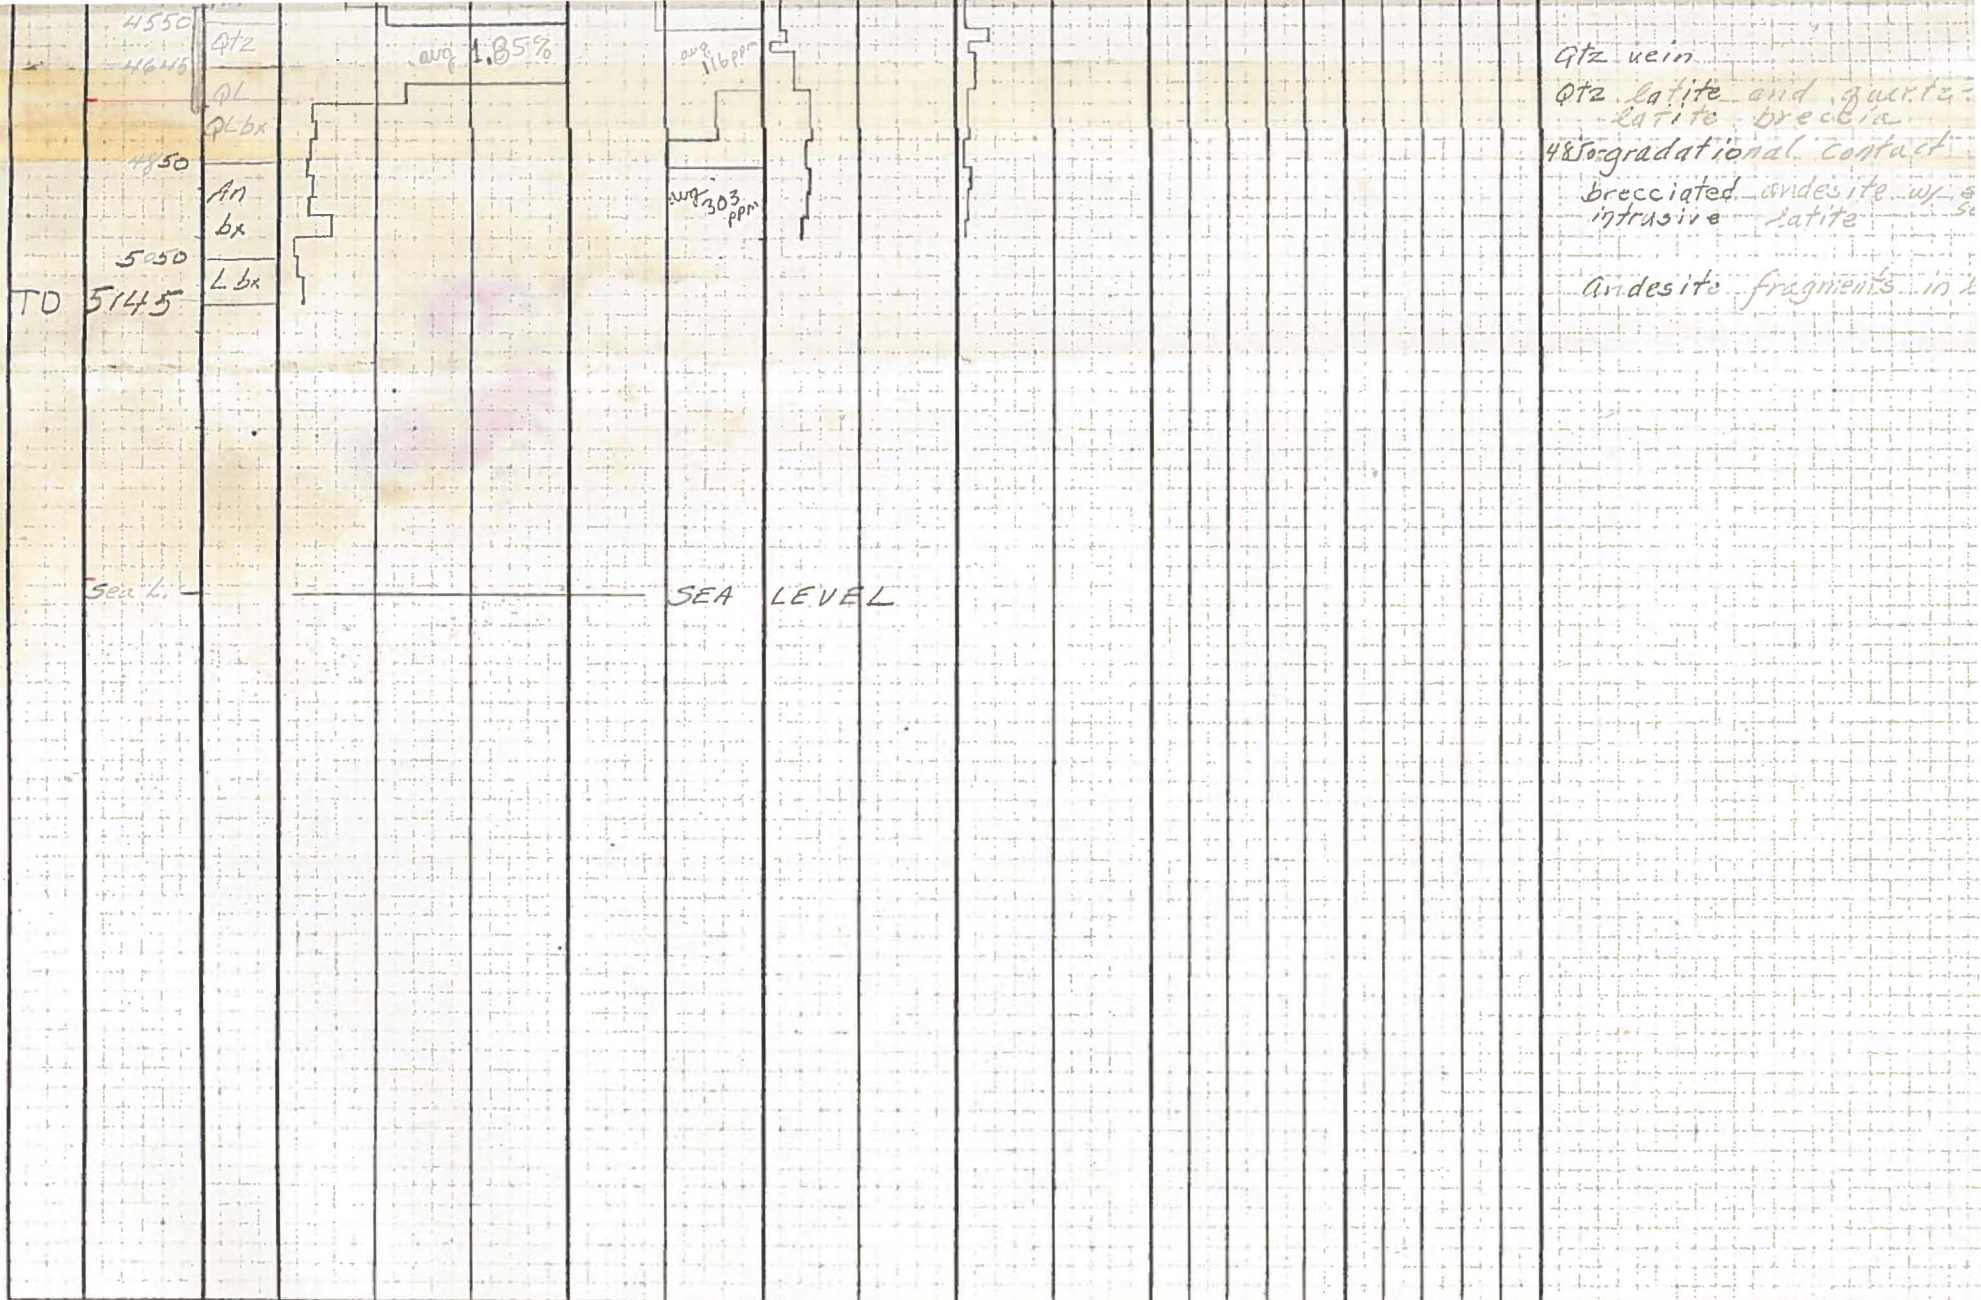 4550
Qtz
avg 1.85%
avg
116 ppm
Qtz vein
4645
QL
Qtz latite and quartz-
latite breccia
QLbx
4850
4850-gradational contact
An
bx
avg 303
ppm
brecciated andesite w/
intrusive latite
5050
L bx
TD 5145
Andesite fragments in
Sea L.
SEA LEVEL